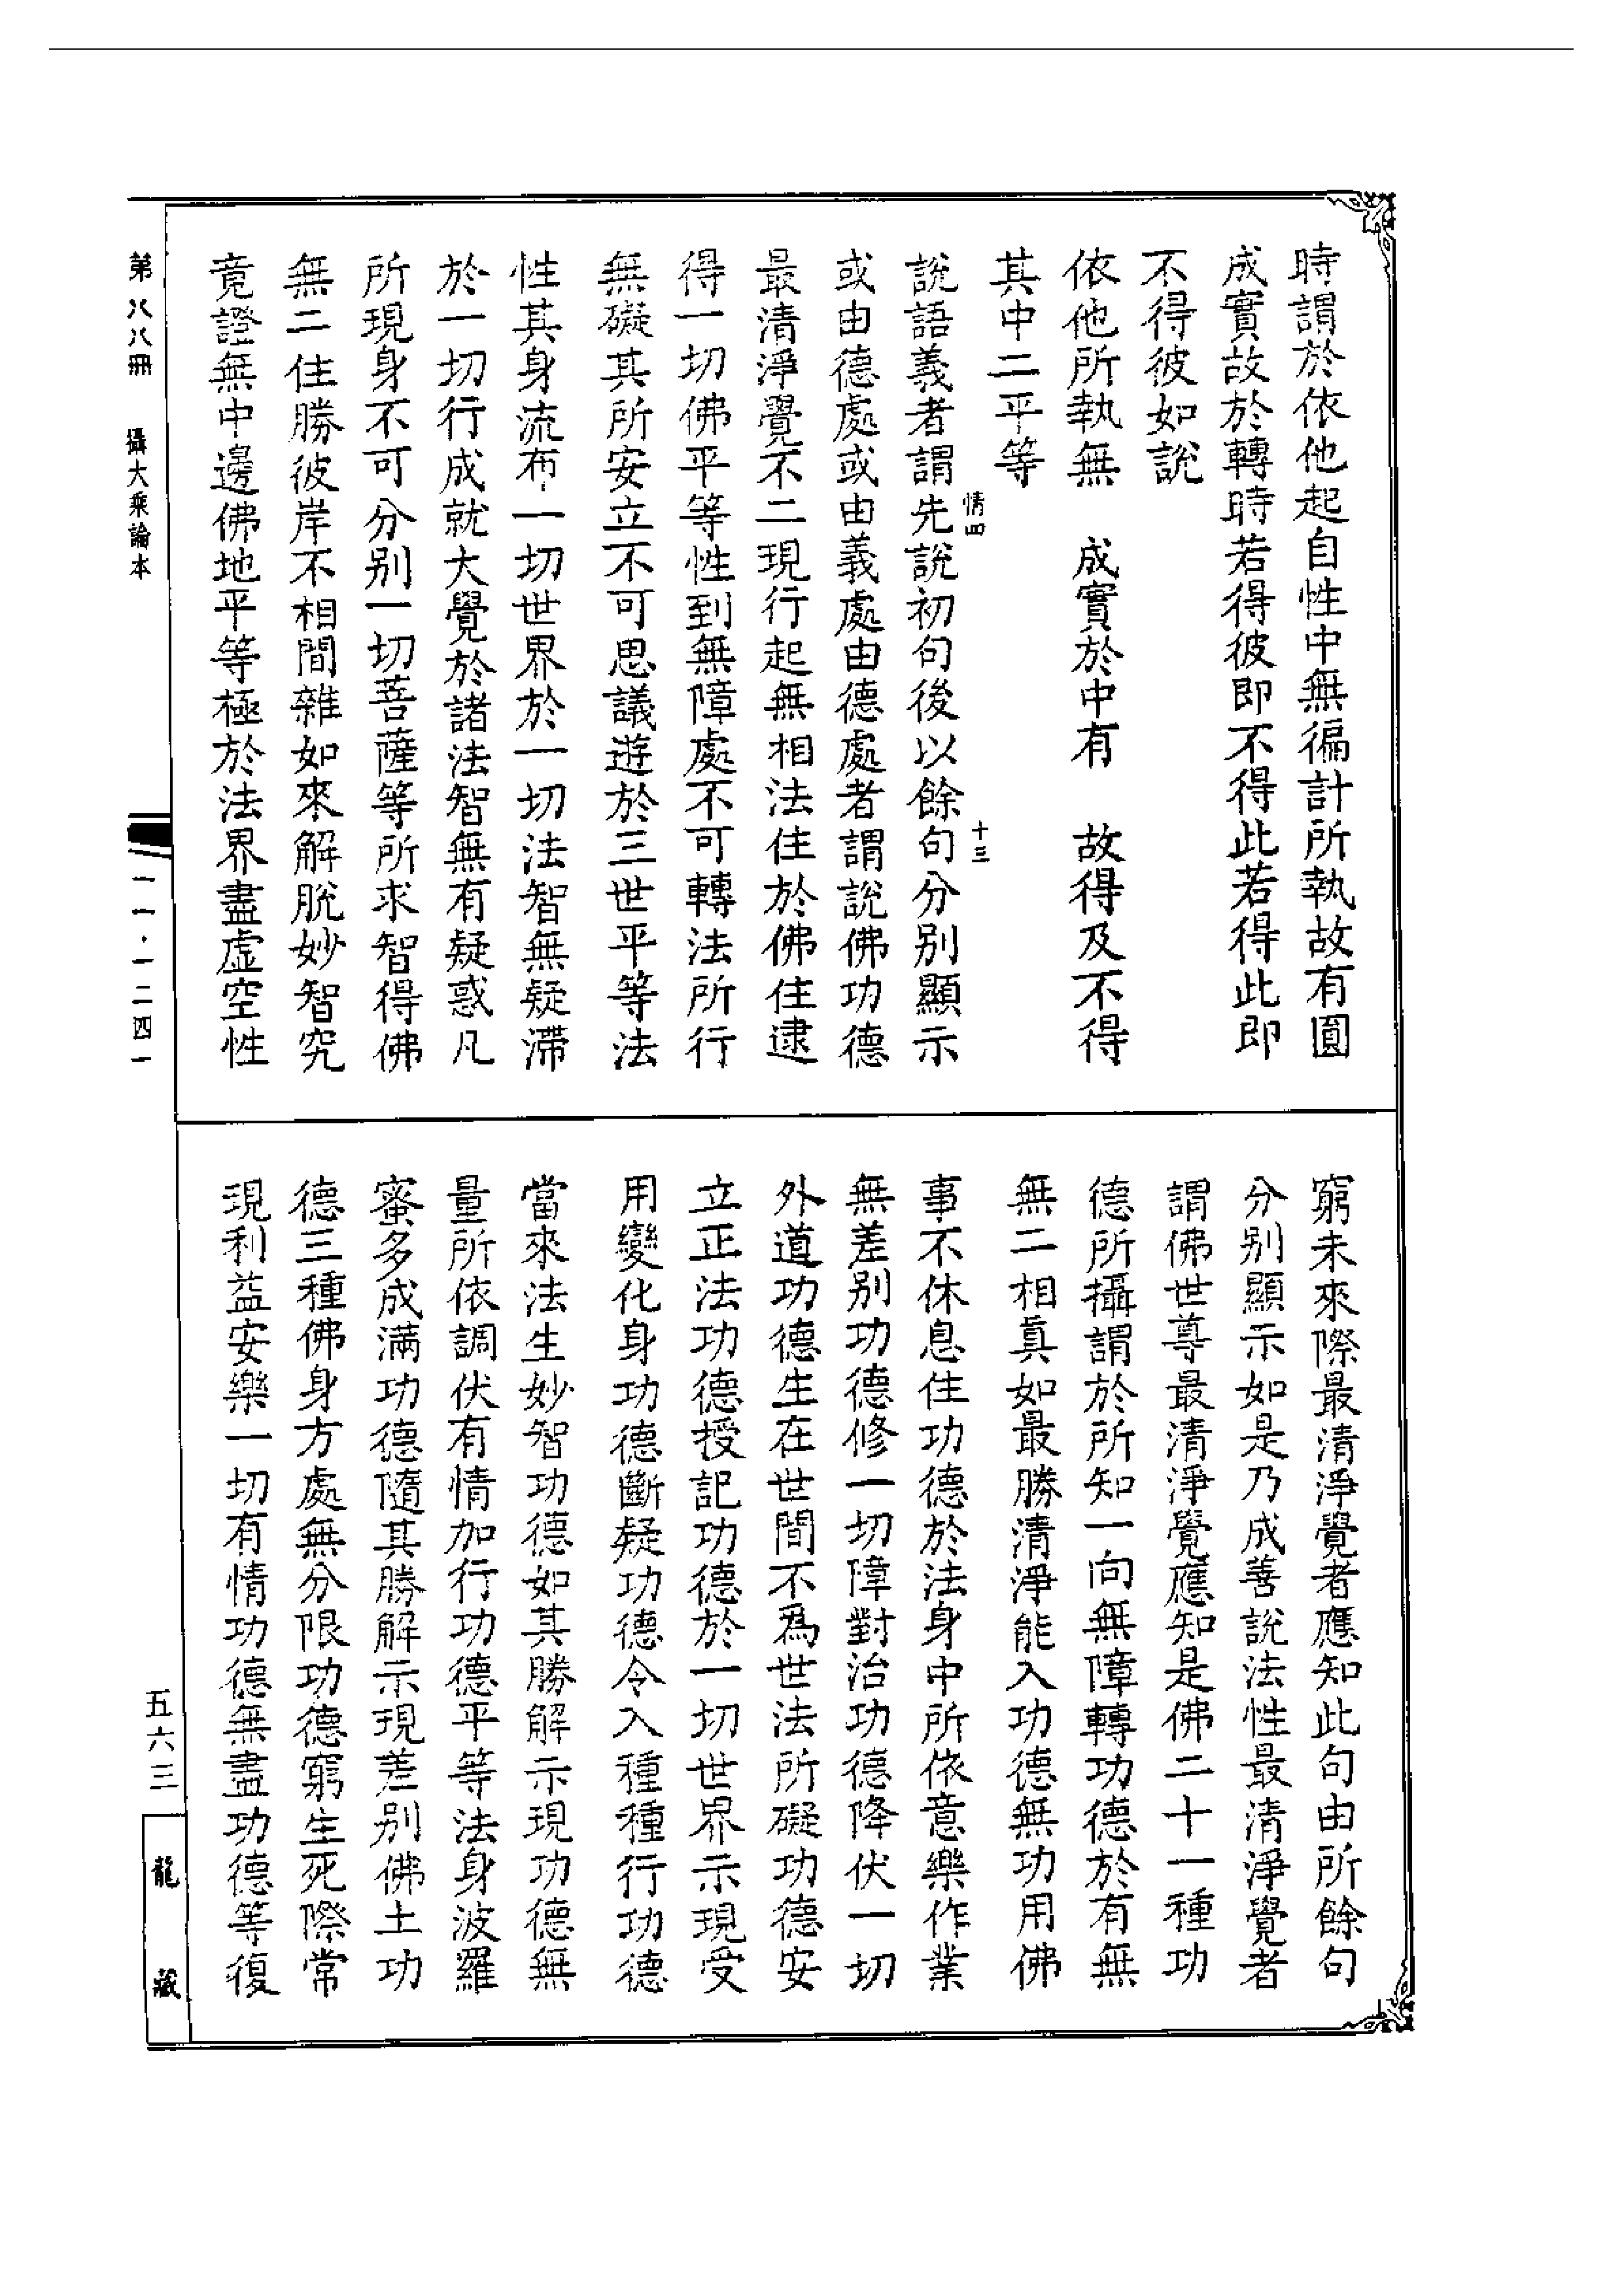 時謂於依他起自性中無徧計所執故有圓
成實故於轉時若得彼即不得此若得此即
不得彼如說
依他所執無　成實於中有　故得及不得
其中二平等
情四　十三
說語義者謂先說初句後以餘句分別顯示
或由德處或由義處由德處者謂說佛功德
最清淨覺不二現行起無相法住於佛住逮
得一切佛平等性到無障處不可轉法所行
無礙其所安立不可思議遊於三世平等法
性其身流布一切世界於一切法智無疑滯
於一切行成就大覺於諸法智無有疑惑凡
所現身不可分別一切菩薩等所求智得佛
無二住勝彼岸不相間雜如來解脫妙智究
竟證無中邊佛地平等極於法界盡虛空性
窮未來際最清淨覺者應知此句由所餘句
分別顯示如是乃成善說法性最清淨覺者
謂佛世尊最清淨覺應知是佛二十一種功
德所攝謂於所知一向無障轉功德於有無
無二相真如最勝清淨能入功德無功用佛
事不休息住功德於法身中所依意樂作業
無差別功德修一切障對治功德降伏一切
外道功德生在世間不為世法所礙功德安
立正法功德授記功德於一切世界示現受
用變化身功德斷疑功德令入種種行功德
當來法生妙智功德如其勝解示現功德無
量所依調伏有情加行功德平等法身波羅
蜜多成滿功德隨其勝解示現差別佛土功
德三種佛身方處無分限功德窮生死際常
現利益安樂一切有情功德無盡功德等復
第八八冊　攝大乘論本
一一·一二四一
五六三
龍藏